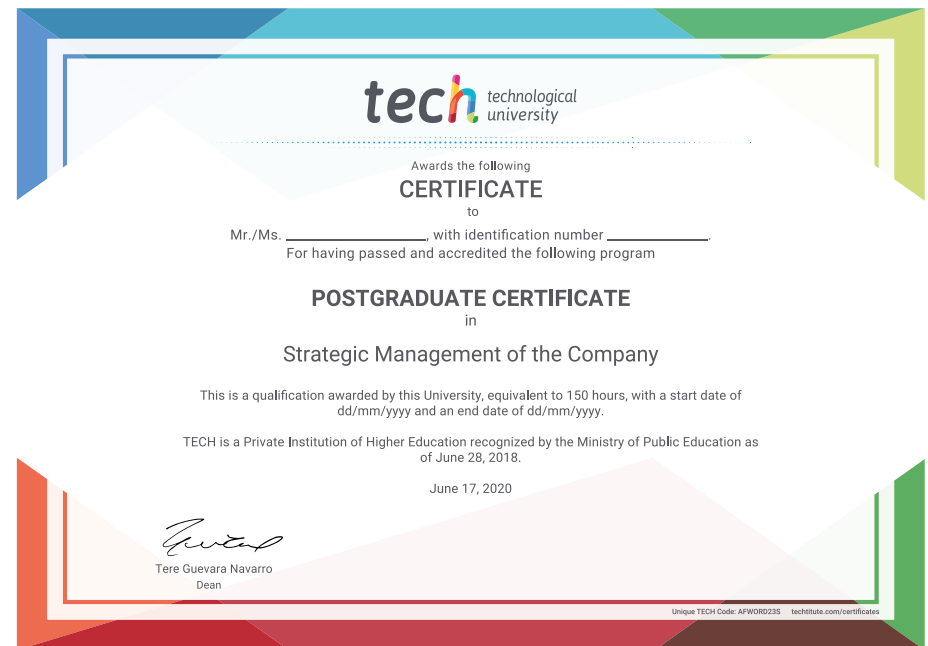 tech technological
university
Awards the following
CERTIFICATE
to
Mr./Ms. ____________________, with identification number ______________.
For having passed and accredited the following program
POSTGRADUATE CERTIFICATE
in
Strategic Management of the Company
This is a qualification awarded by this University, equivalent to 150 hours, with a start date of
dd/mm/yyyy and an end date of dd/mm/yyyy.
TECH is a Private Institution of Higher Education recognized by the Ministry of Public Education as
of June 28, 2018.
June 17, 2020
Tere Guevara Navarro
Dean
Unique TECH Code: AFWORD23S techtitute.com/certificates